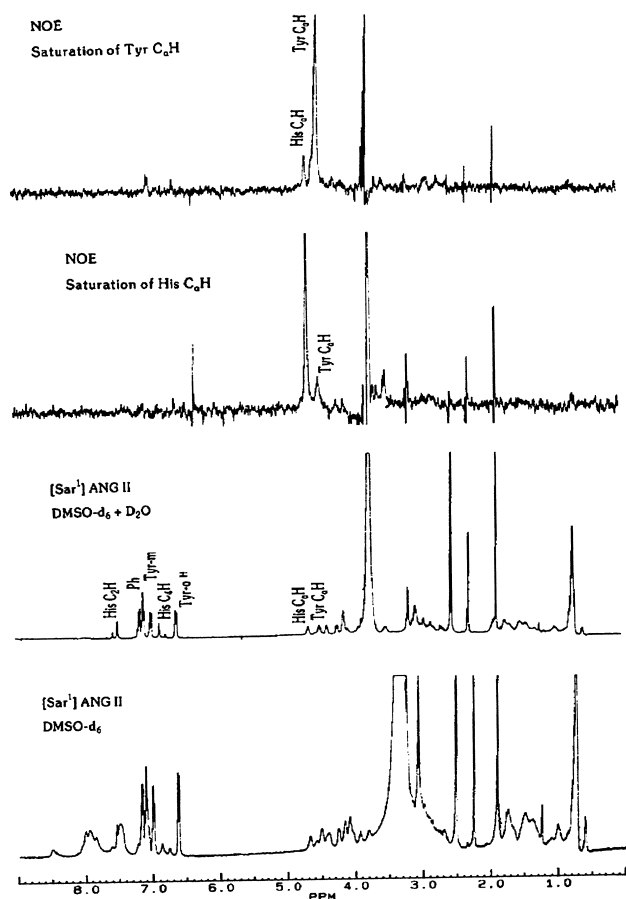 NOE
Saturation of Tyr CαH
His CαH
Tyr CαH
NOE
Saturation of His CαH
Tyr CαH
[Sar¹] ANG II
DMSO-d₆ + D₂O
His C₂H
Ph
Tyr-m
His C₄H
Tyr-o H
His CαH
Tyr CαH
[Sar¹] ANG II
DMSO-d₆
8.0 7.0 6.0 5.0 4.0 3.0 2.0 1.0
PPM